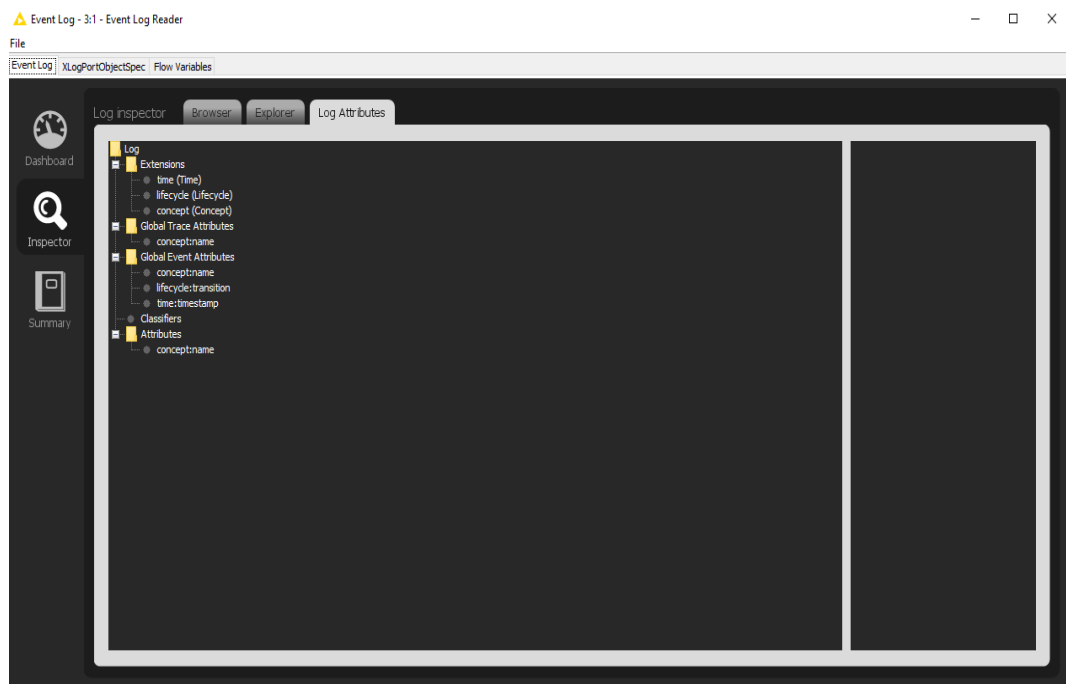 Event Log - 3:1 - Event Log Reader
File
Event Log XLogPortObjectSpec Flow Variables
Log inspector Browser Explorer Log Attributes
Dashboard
Inspector
Summary
Log
Extensions
time (Time)
lifecycle (Lifecycle)
concept (Concept)
Global Trace Attributes
concept:name
Global Event Attributes
concept:name
lifecycle:transition
time:timestamp
Classifiers
Attributes
concept:name